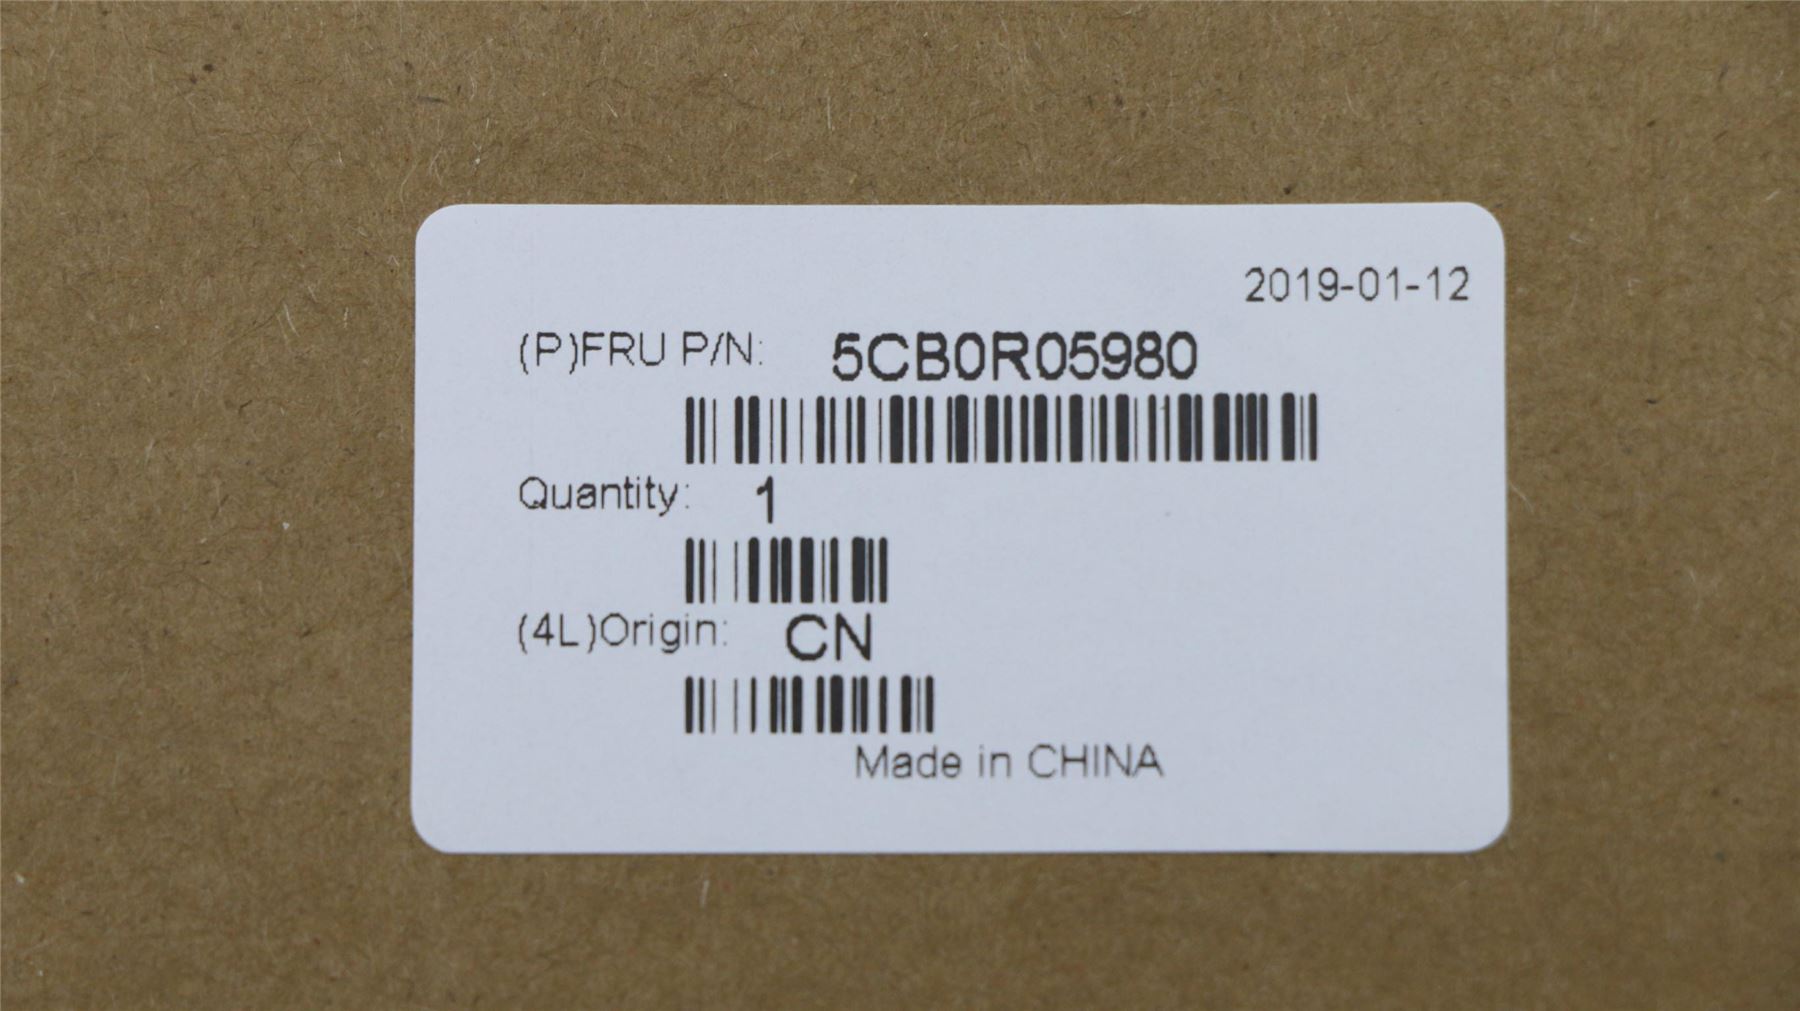 2019-01-12
(P)FRU P/N: 5CB0R05980
Quantity: 1
(4L)Origin: CN
Made in CHINA